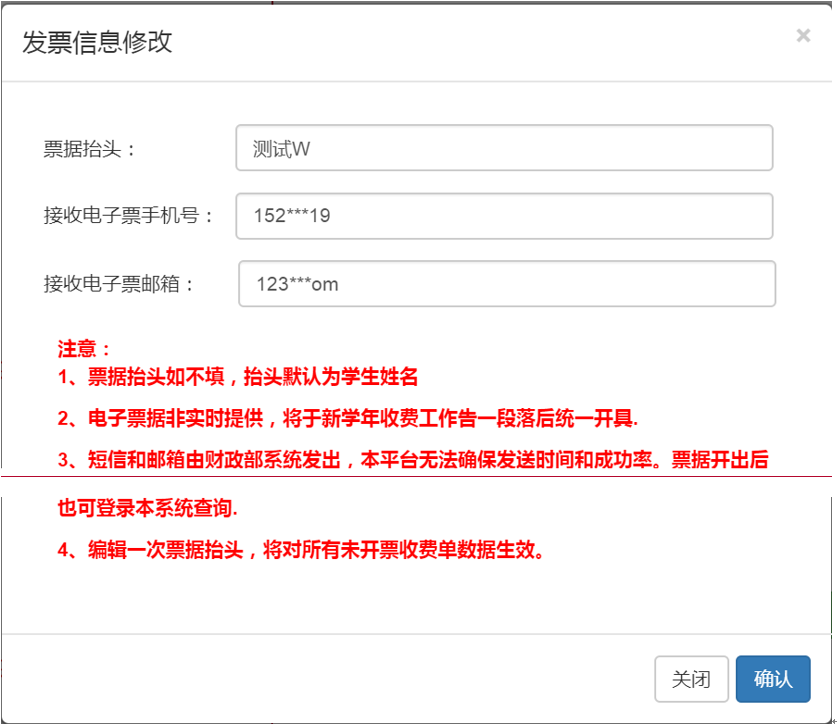 发票信息修改 ×
票据抬头： 测试W
接收电子票手机号： 152***19
接收电子票邮箱： 123***om
注意：
1、票据抬头如不填，抬头默认为学生姓名
2、电子票据非实时提供，将于新学年收费工作告一段落后统一开具.
3、短信和邮箱由财政部系统发出，本平台无法确保发送时间和成功率。票据开出后
也可登录本系统查询.
4、编辑一次票据抬头，将对所有未开票收费单数据生效。
关闭 确认